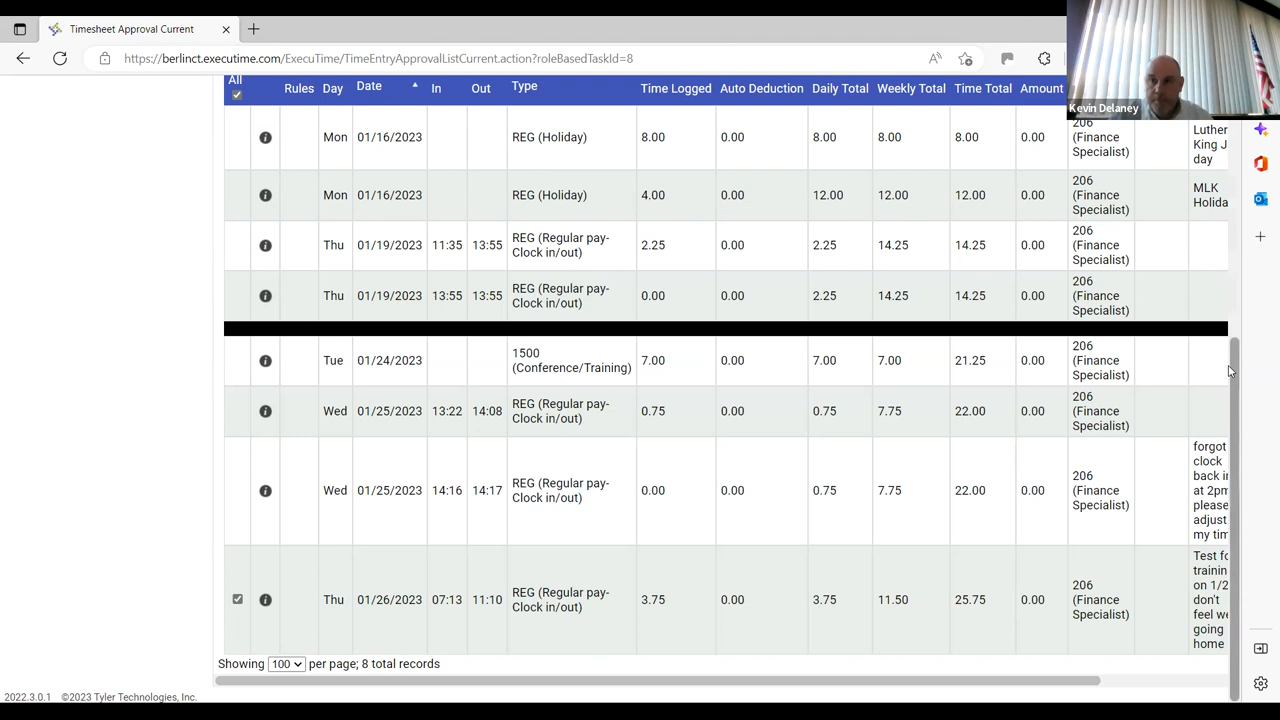 Timesheet Approval Current
https://berlinct.executime.com/ExecuTime/TimeEntryApprovalListCurrent.action?roleBasedTaskId=8
Kevin Delaney
All Rules Day Date In Out Type Time Logged Auto Deduction Daily Total Weekly Total Time Total Amount
Mon 01/16/2023 REG (Holiday) 8.00 0.00 8.00 8.00 8.00 0.00
206
(Finance
Specialist)
Luther
King J
day
Mon 01/16/2023 REG (Holiday) 4.00 0.00 12.00 12.00 12.00 0.00
206
(Finance
Specialist)
MLK
Holida
Thu 01/19/2023 11:35 13:55
REG (Regular pay-
Clock in/out)
2.25 0.00 2.25 14.25 14.25 0.00
206
(Finance
Specialist)
Thu 01/19/2023 13:55 13:55
REG (Regular pay-
Clock in/out)
0.00 0.00 2.25 14.25 14.25 0.00
206
(Finance
Specialist)
Tue 01/24/2023
1500
(Conference/Training)
7.00 0.00 7.00 7.00 21.25 0.00
206
(Finance
Specialist)
Wed 01/25/2023 13:22 14:08
REG (Regular pay-
Clock in/out)
0.75 0.00 0.75 7.75 22.00 0.00
206
(Finance
Specialist)
Wed 01/25/2023 14:16 14:17
REG (Regular pay-
Clock in/out)
0.00 0.00 0.75 7.75 22.00 0.00
206
(Finance
Specialist)
forgot
clock
back in
at 2pm
please
adjust
my tim
Thu 01/26/2023 07:13 11:10
REG (Regular pay-
Clock in/out)
3.75 0.00 3.75 11.50 25.75 0.00
206
(Finance
Specialist)
Test fo
trainin
on 1/2
don't
feel we
going
home
Showing 100 per page; 8 total records
2022.3.0.1 ©2023 Tyler Technologies, Inc.